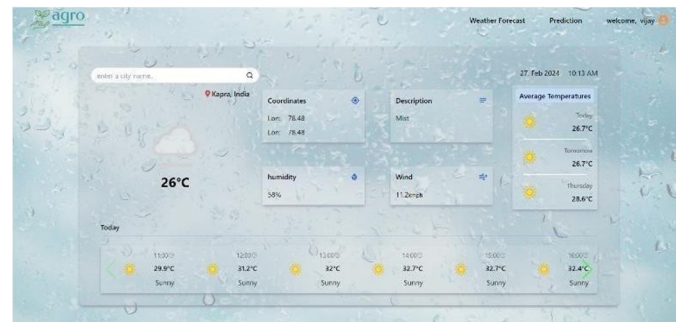 agro
Weather Forecast Prediction welcome, vijay
enter a city name..
27, Feb 2024 10:13 AM
Kapra, India
Coordinates
Lon: 78.48
Lon: 78.48
Description
Mist
Average Temperatures
Today
26.7°C
Tomorrow
26.7°C
Thursday
28.6°C
26°C
humidity
58%
Wind
11.2kmph
Today
11:00 12:00 13:00 14:00 15:00 16:00
29.9°C 31.2°C 32°C 32.7°C 32.7°C 32.4°C
Sunny Sunny Sunny Sunny Sunny Sunny